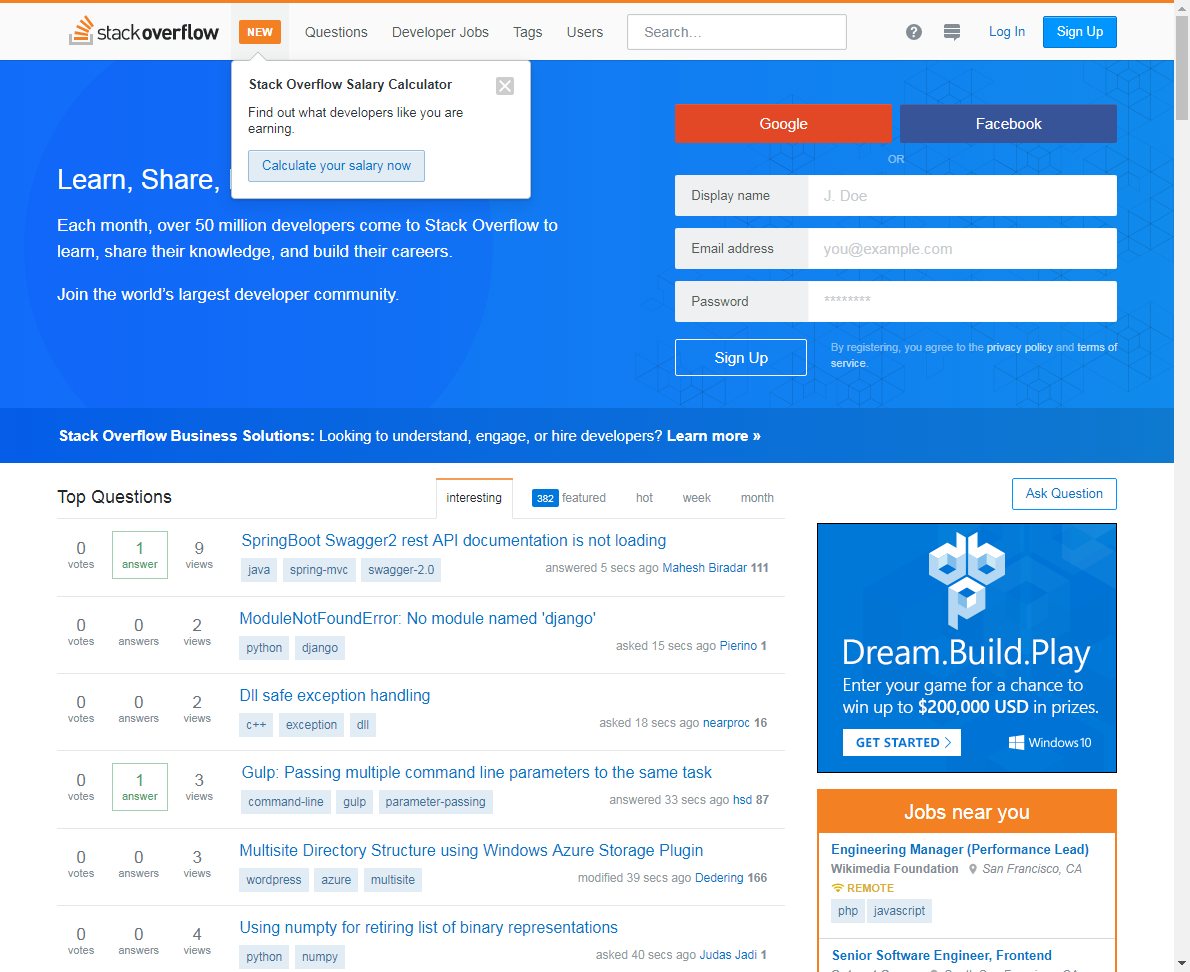 stackoverflow
NEW
Questions
Developer Jobs
Tags
Users
Search...
?
Log In
Sign Up
Stack Overflow Salary Calculator
Find out what developers like you are
earning.
Calculate your salary now
Learn, Share,
Each month, over 50 million developers come to Stack Overflow to
learn, share their knowledge, and build their careers.
Join the world's largest developer community.
Google
Facebook
OR
Display name
J. Doe
Email address
you@example.com
Password
********
Sign Up
By registering, you agree to the privacy policy and terms of
service.
Stack Overflow Business Solutions: Looking to understand, engage, or hire developers? Learn more »
Top Questions
interesting
382 featured
hot
week
month
0 votes
1 answer
9 views
SpringBoot Swagger2 rest API documentation is not loading
java spring-mvc swagger-2.0
answered 5 secs ago Mahesh Biradar 111
0 votes
0 answers
2 views
ModuleNotFoundError: No module named 'django'
python django
asked 15 secs ago Pierino 1
0 votes
0 answers
2 views
Dll safe exception handling
c++ exception dll
asked 18 secs ago nearproc 16
0 votes
1 answer
3 views
Gulp: Passing multiple command line parameters to the same task
command-line gulp parameter-passing
answered 33 secs ago hsd 87
0 votes
0 answers
3 views
Multisite Directory Structure using Windows Azure Storage Plugin
wordpress azure multisite
modified 39 secs ago Dedering 166
0 votes
0 answers
4 views
Using numpty for retiring list of binary representations
python numpy
asked 40 secs ago Judas Jadi 1
Ask Question
dbp
Dream.Build.Play
Enter your game for a chance to
win up to $200,000 USD in prizes.
GET STARTED >
Windows10
Jobs near you
Engineering Manager (Performance Lead)
Wikimedia Foundation San Francisco, CA
REMOTE
php javascript
Senior Software Engineer, Frontend